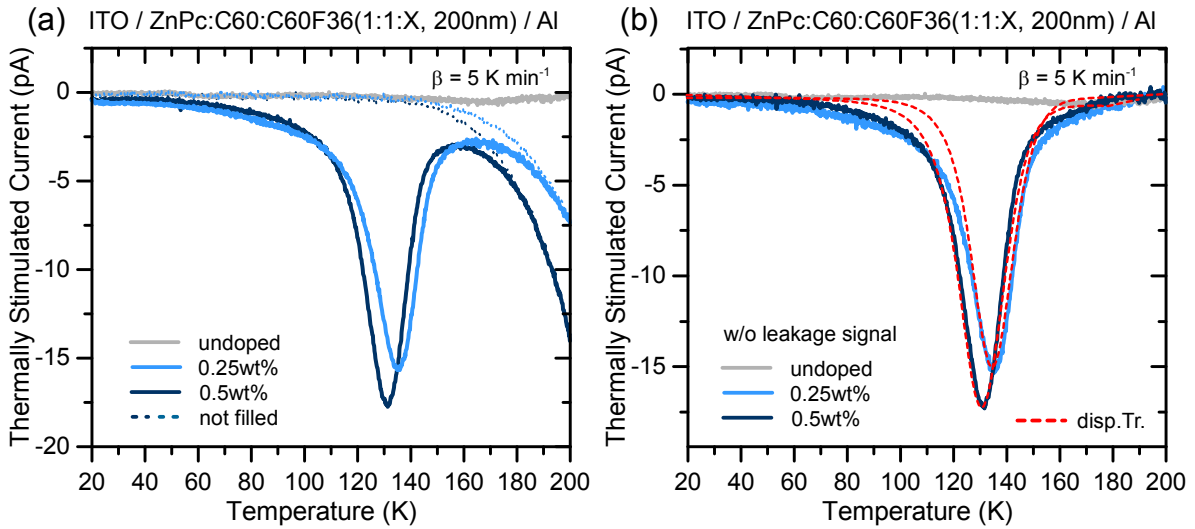 (a) ITO / ZnPc:C60:C60F36(1:1:X, 200nm) / Al
β = 5 K min⁻¹
Thermally Stimulated Current (pA)
0
-5
-10
-15
-20
undoped
0.25wt%
0.5wt%
not filled
20 40 60 80 100 120 140 160 180 200
Temperature (K)
(b) ITO / ZnPc:C60:C60F36(1:1:X, 200nm) / Al
β = 5 K min⁻¹
Thermally Stimulated Current (pA)
0
-5
-10
-15
w/o leakage signal
undoped
0.25wt%
0.5wt%
disp.Tr.
20 40 60 80 100 120 140 160 180 200
Temperature (K)